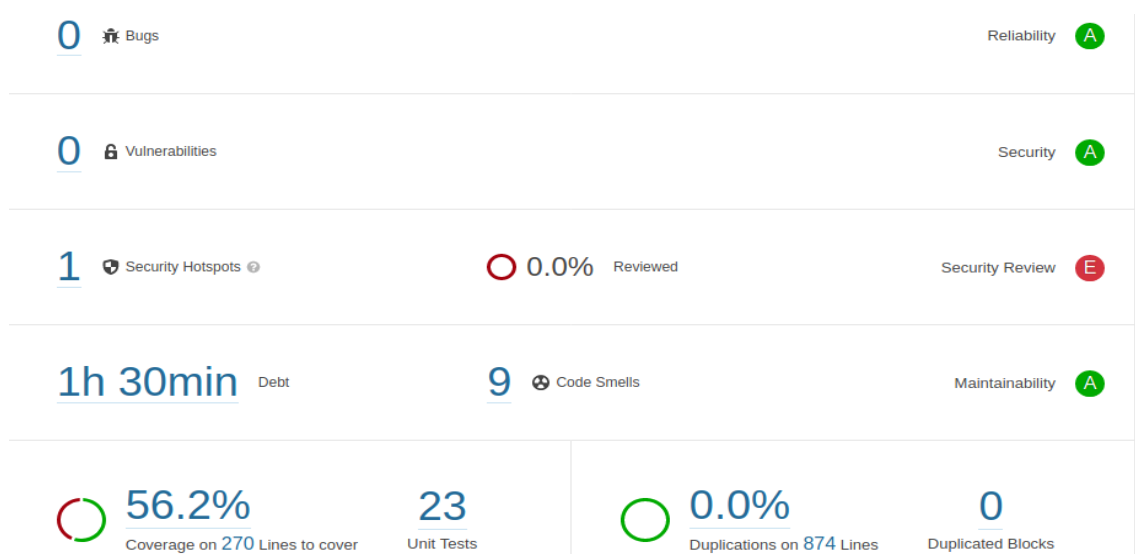 0 Bugs Reliability A
0 Vulnerabilities Security A
1 Security Hotspots ? 0.0% Reviewed Security Review E
1h 30min Debt 9 Code Smells Maintainability A
56.2% 23 0.0% 0
Coverage on 270 Lines to cover Unit Tests Duplications on 874 Lines Duplicated Blocks